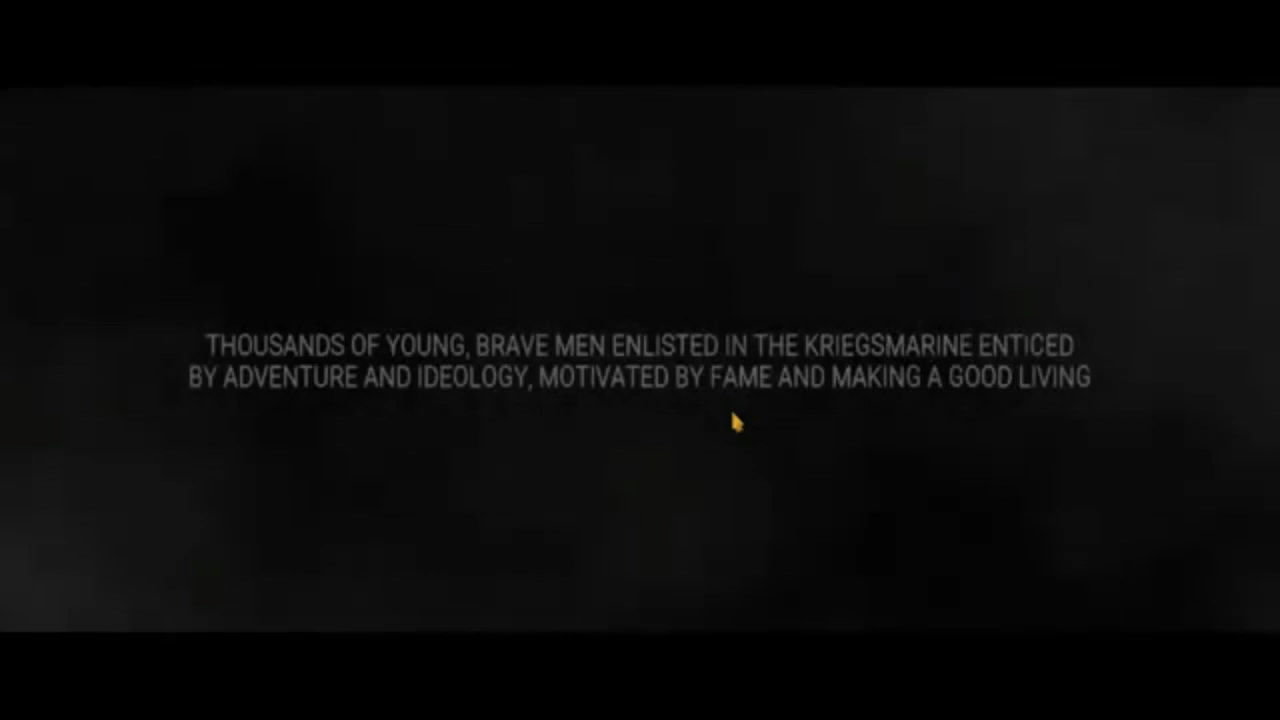 THOUSANDS OF YOUNG, BRAVE MEN ENLISTED IN THE KRIEGSMARINE ENTICED
BY ADVENTURE AND IDEOLOGY, MOTIVATED BY FAME AND MAKING A GOOD LIVING